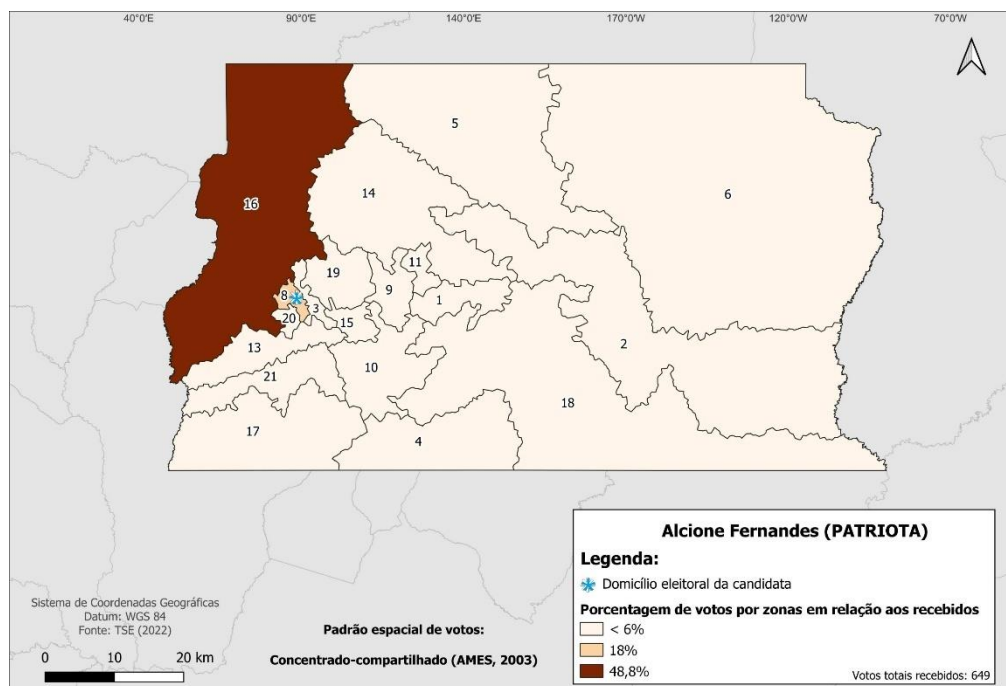 40°0'E 90°0'E 140°0'E 170°0'W 120°0'W 70°0'W
5
6
16
14
11
19
9
8
1
3
20
15
13
2
10
21
18
17
4
Alcione Fernandes (PATRIOTA)
Legenda:
Domicílio eleitoral da candidata
Porcentagem de votos por zonas em relação aos recebidos
< 6%
18%
48,8%
Votos totais recebidos: 649
Sistema de Coordenadas Geográficas
Datum: WGS 84
Fonte: TSE (2022)
0 10 20 km
Padrão espacial de votos:
Concentrado-compartilhado (AMES, 2003)